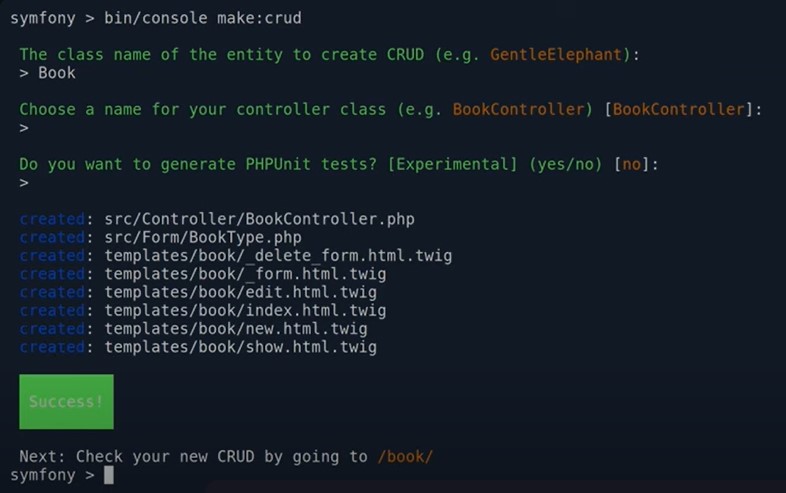 symfony > bin/console make:crud
The class name of the entity to create CRUD (e.g. GentleElephant):
> Book
Choose a name for your controller class (e.g. BookController) [BookController]:
>
Do you want to generate PHPUnit tests? [Experimental] (yes/no) [no]:
>
created: src/Controller/BookController.php
created: src/Form/BookType.php
created: templates/book/_delete_form.html.twig
created: templates/book/_form.html.twig
created: templates/book/edit.html.twig
created: templates/book/index.html.twig
created: templates/book/new.html.twig
created: templates/book/show.html.twig
Success!
Next: Check your new CRUD by going to /book/
symfony >